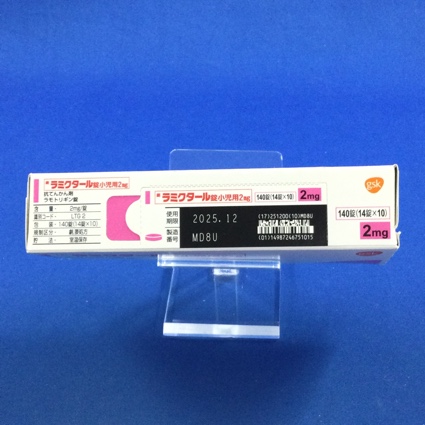 ラミクタール錠小児用2mg
抗てんかん剤
ラモトリギン錠
含 量: 2mg/錠
識別コード: LTG 2
包 装: 140錠(14錠×10)
規制区分: 劇、要処方
貯 法: 室温保存
ラミクタール錠小児用2mg
140錠(14錠×10)
2mg
使用
期限
2025.12
製造
番号
MD8U
(17)251200(10)MD8U
(01)14987246751015
gsk
140錠(14錠×10)
2mg